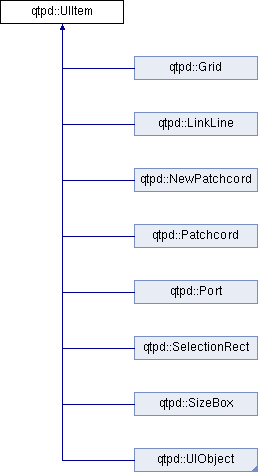 qtpd::UIItem
qtpd::Grid
qtpd::LinkLine
qtpd::NewPatchcord
qtpd::Patchcord
qtpd::Port
qtpd::SelectionRect
qtpd::SizeBox
qtpd::UIObject